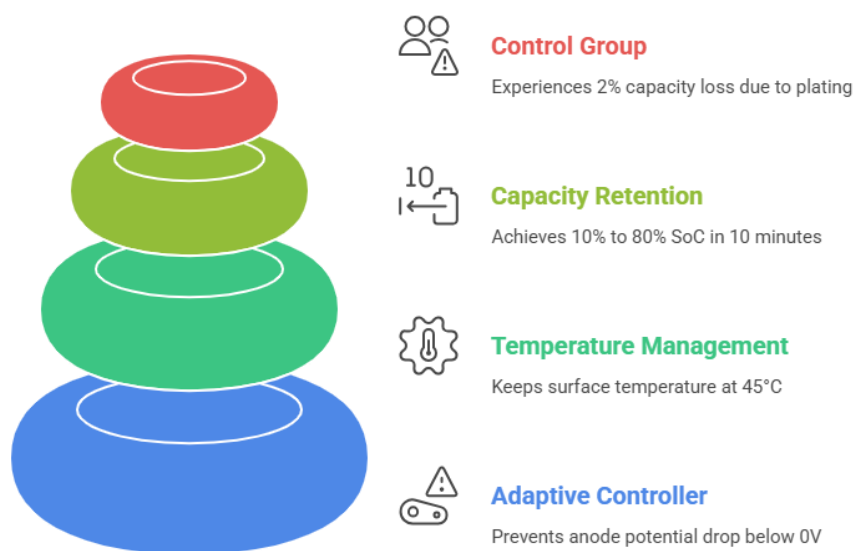 Control Group
Experiences 2% capacity loss due to plating
10
Capacity Retention
Achieves 10% to 80% SoC in 10 minutes
Temperature Management
Keeps surface temperature at 45°C
Adaptive Controller
Prevents anode potential drop below 0V